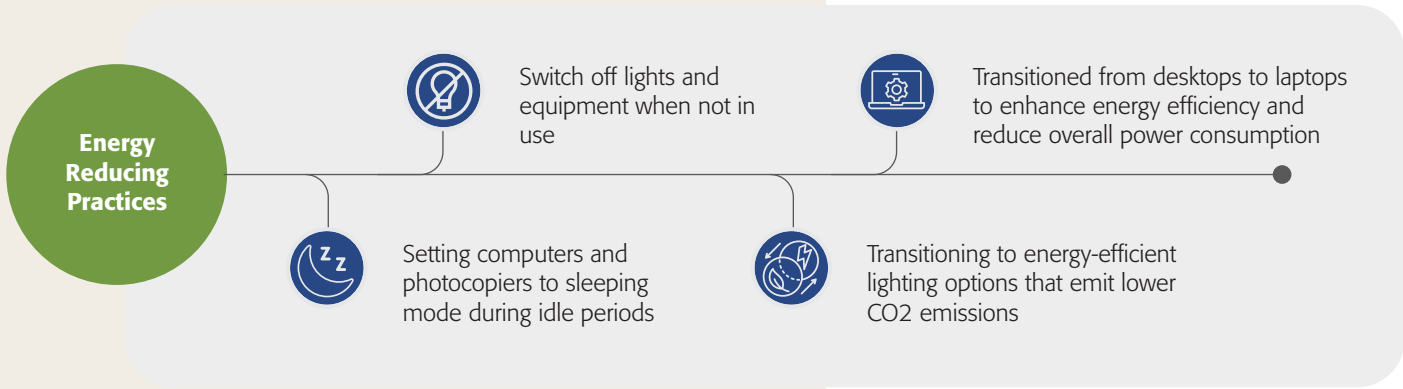 Energy
Reducing
Practices
Switch off lights and
equipment when not in
use
Transitioned from desktops to laptops
to enhance energy efficiency and
reduce overall power consumption
z
z
Setting computers and
photocopiers to sleeping
mode during idle periods
Transitioning to energy-efficient
lighting options that emit lower
CO2 emissions